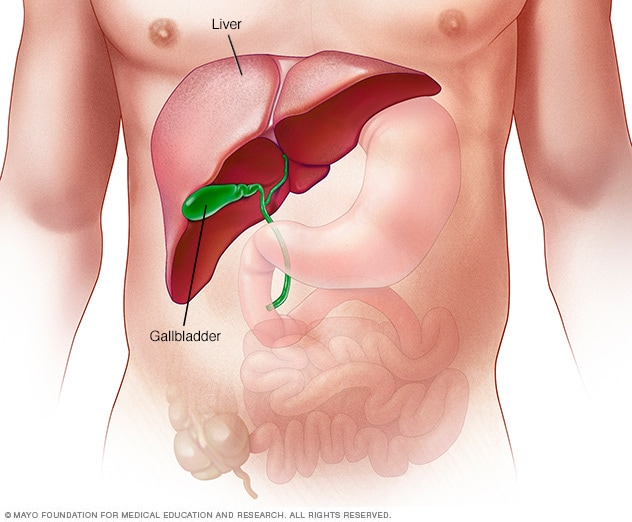 Liver
Gallbladder
© MAYO FOUNDATION FOR MEDICAL EDUCATION AND RESEARCH. ALL RIGHTS RESERVED.